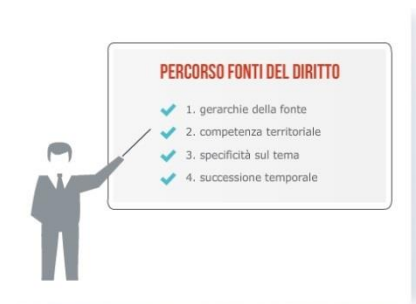 PERCORSO FONTI DEL DIRITTO
1. gerarchie della fonte
2. competenza territoriale
3. specificità sul tema
4. successione temporale